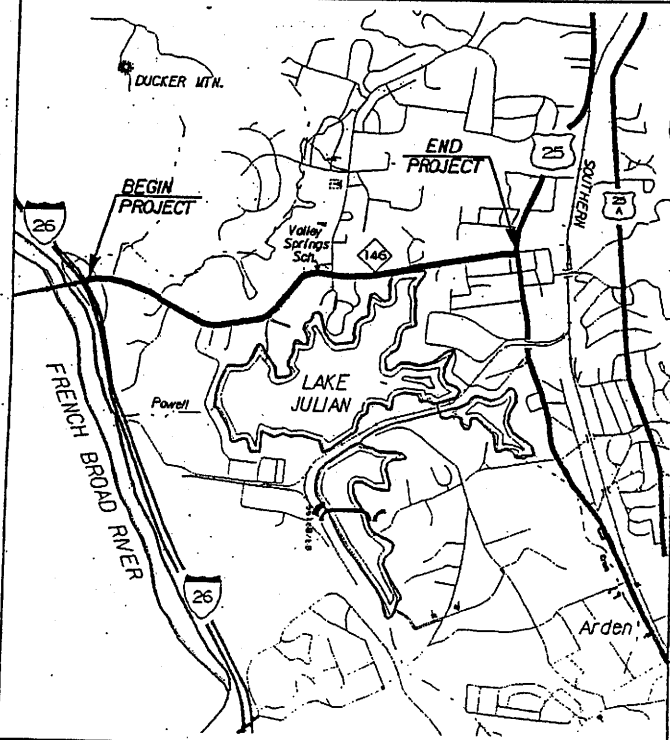 DUCKER MTN.
END
PROJECT
25
BEGIN
PROJECT
SOUTHERN
25
A
26
Valley
Springs
Sch.
146
LAKE
JULIAN
Powell
FRENCH BROAD RIVER
26
Arden